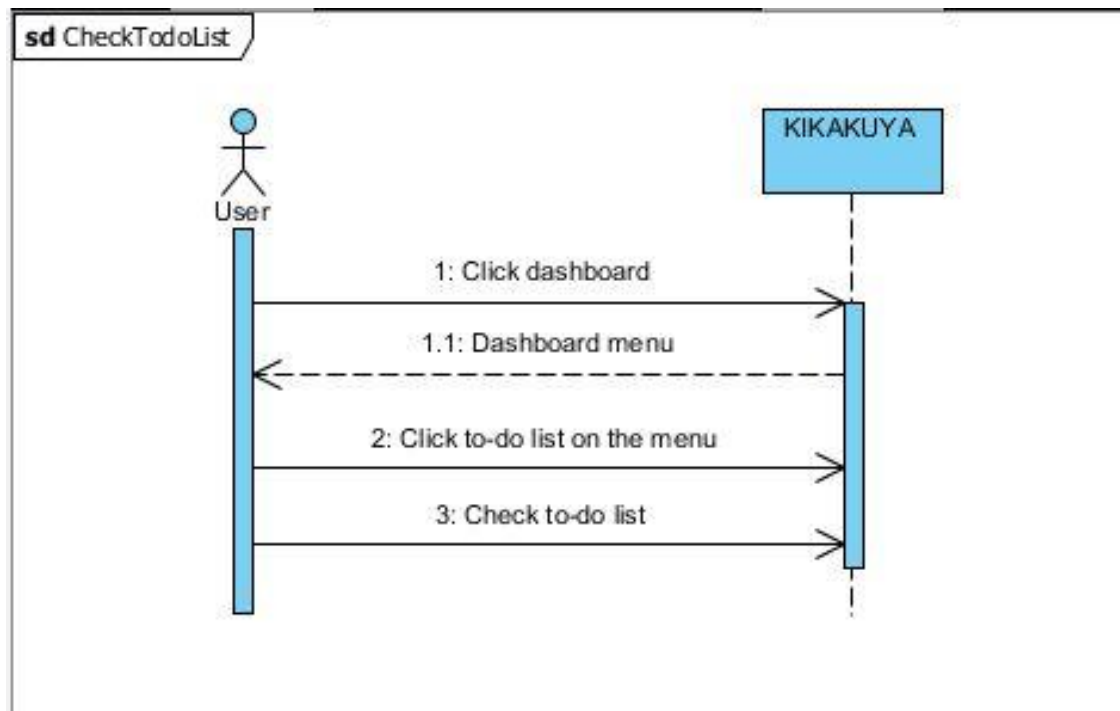 sd CheckTodoList
User
KIKAKUYA
1: Click dashboard
1.1: Dashboard menu
2: Click to-do list on the menu
3: Check to-do list